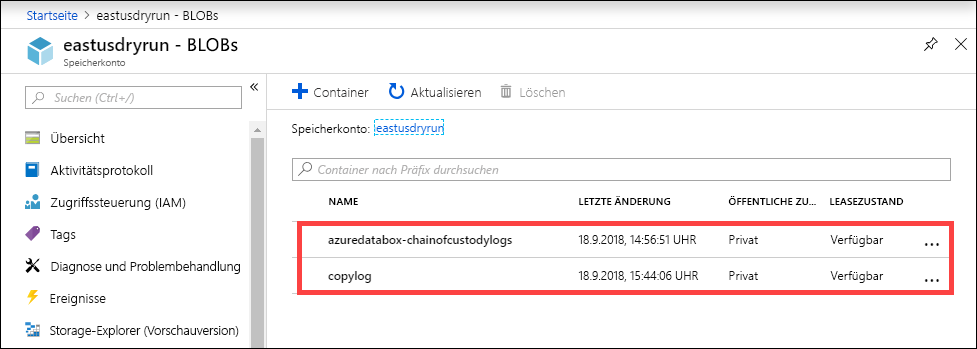 Startseite > eastusdryrun - BLOBs
eastusdryrun - BLOBs
Speicherkonto
Suchen (Ctrl+/)
Übersicht
Aktivitätsprotokoll
Zugriffssteuerung (IAM)
Tags
Diagnose und Problembehandlung
Ereignisse
Storage-Explorer (Vorschauversion)
Container Aktualisieren Löschen
Speicherkonto: eastusdryrun
Container nach Präfix durchsuchen
NAME LETZTE ÄNDERUNG ÖFFENTLICHE ZU... LEASEZUSTAND
azuredatabox-chainofcustodylogs 18.9.2018, 14:56:51 UHR Privat Verfügbar ...
copylog 18.9.2018, 15:44:06 UHR Privat Verfügbar ...